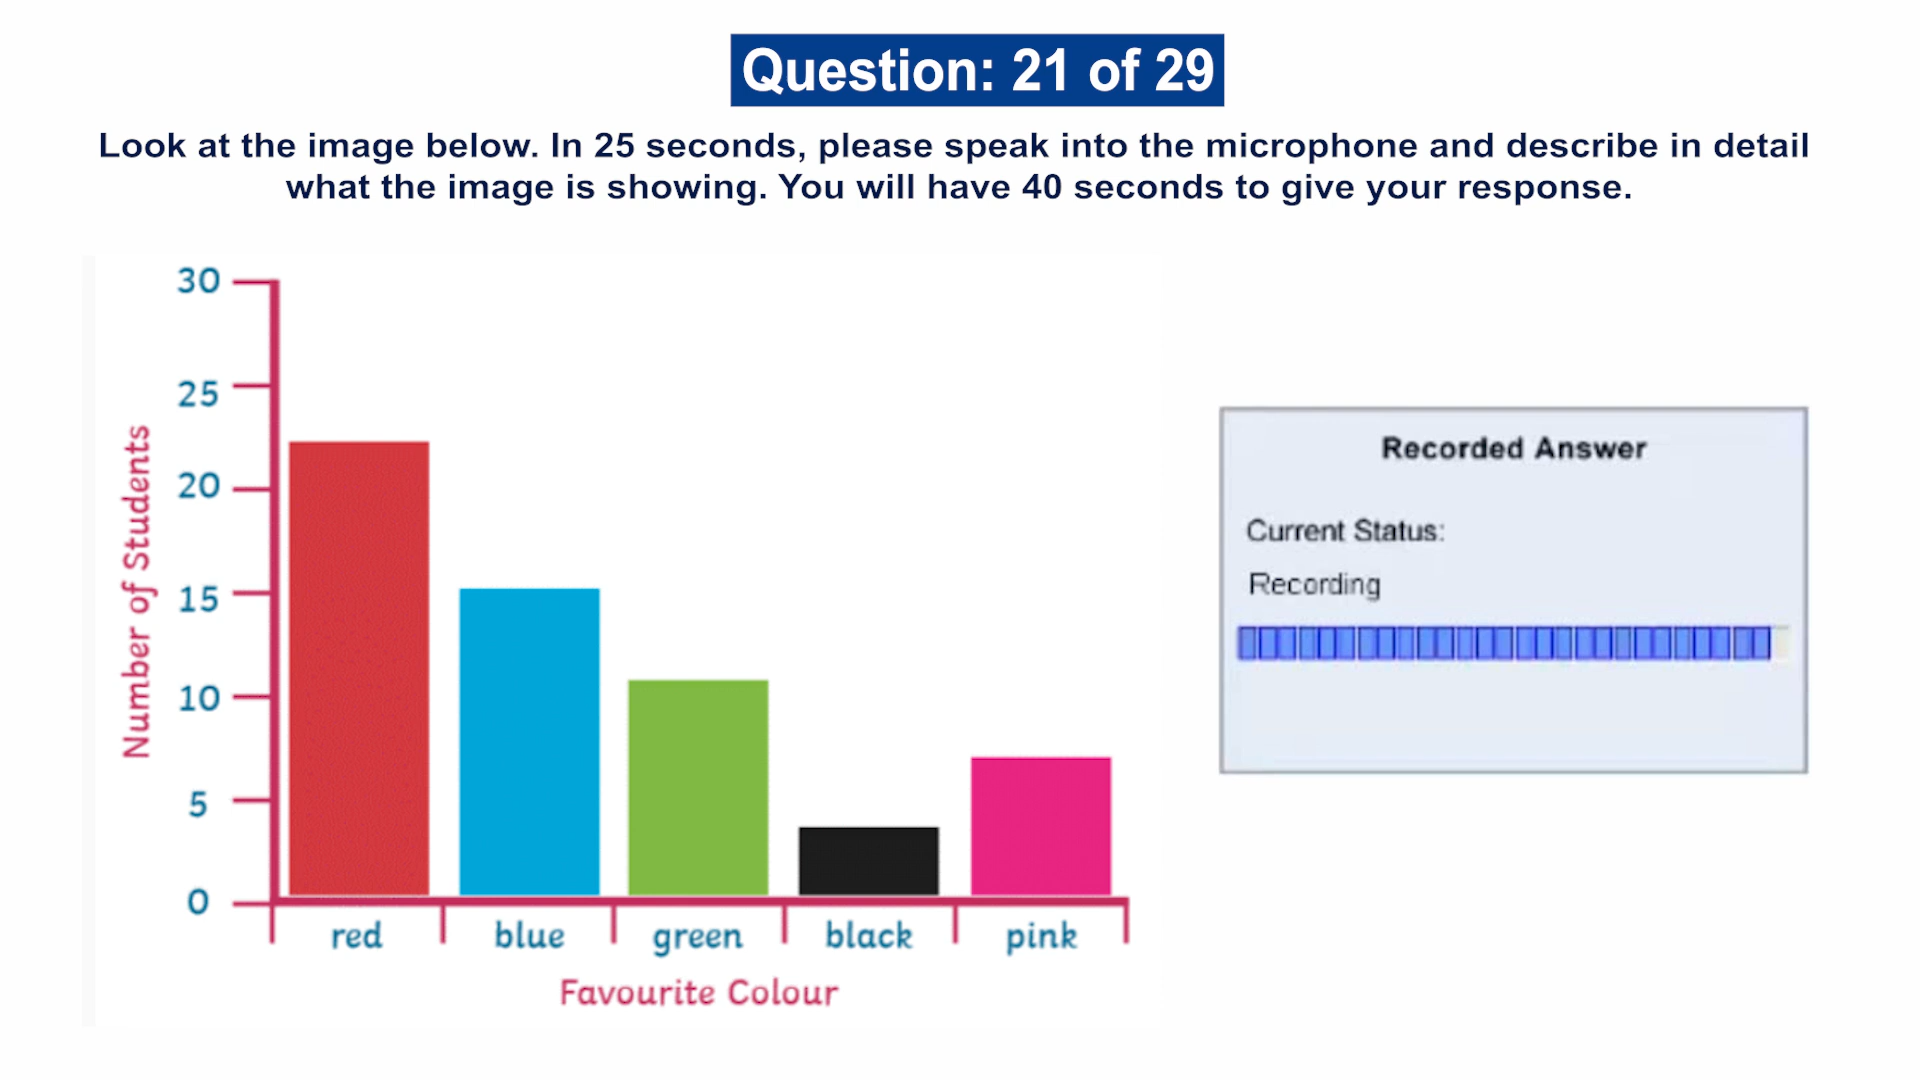 Question: 21 of 29
Look at the image below. In 25 seconds, please speak into the microphone and describe in detail
what the image is showing. You will have 40 seconds to give your response.
30
25
20
15
10
5
0
Number of Students
red
blue
green
black
pink
Favourite Colour
Recorded Answer
Current Status:
Recording